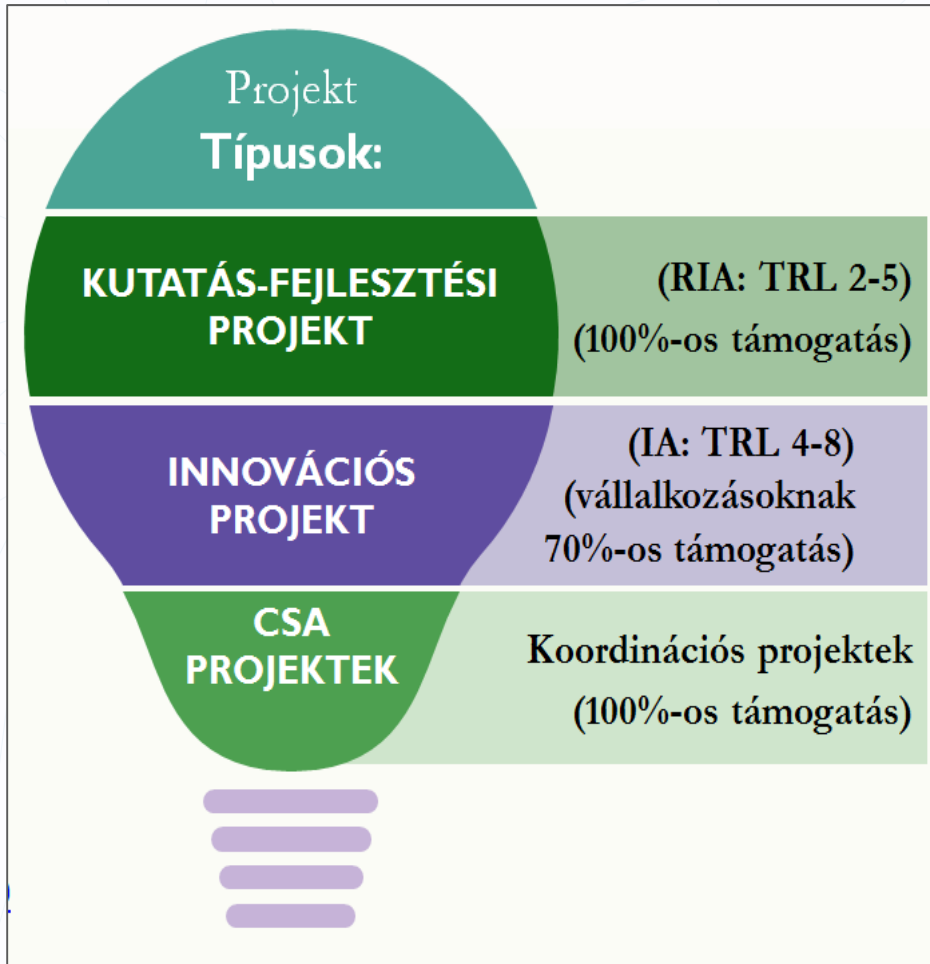 Projekt
Típusok:
KUTATÁS-FEJLESZTÉSI
PROJEKT
(RIA: TRL 2-5)
(100%-os támogatás)
INNOVÁCIÓS
PROJEKT
(IA: TRL 4-8)
(vállalkozásoknak
70%-os támogatás)
CSA
PROJEKTEK
Koordinációs projektek
(100%-os támogatás)